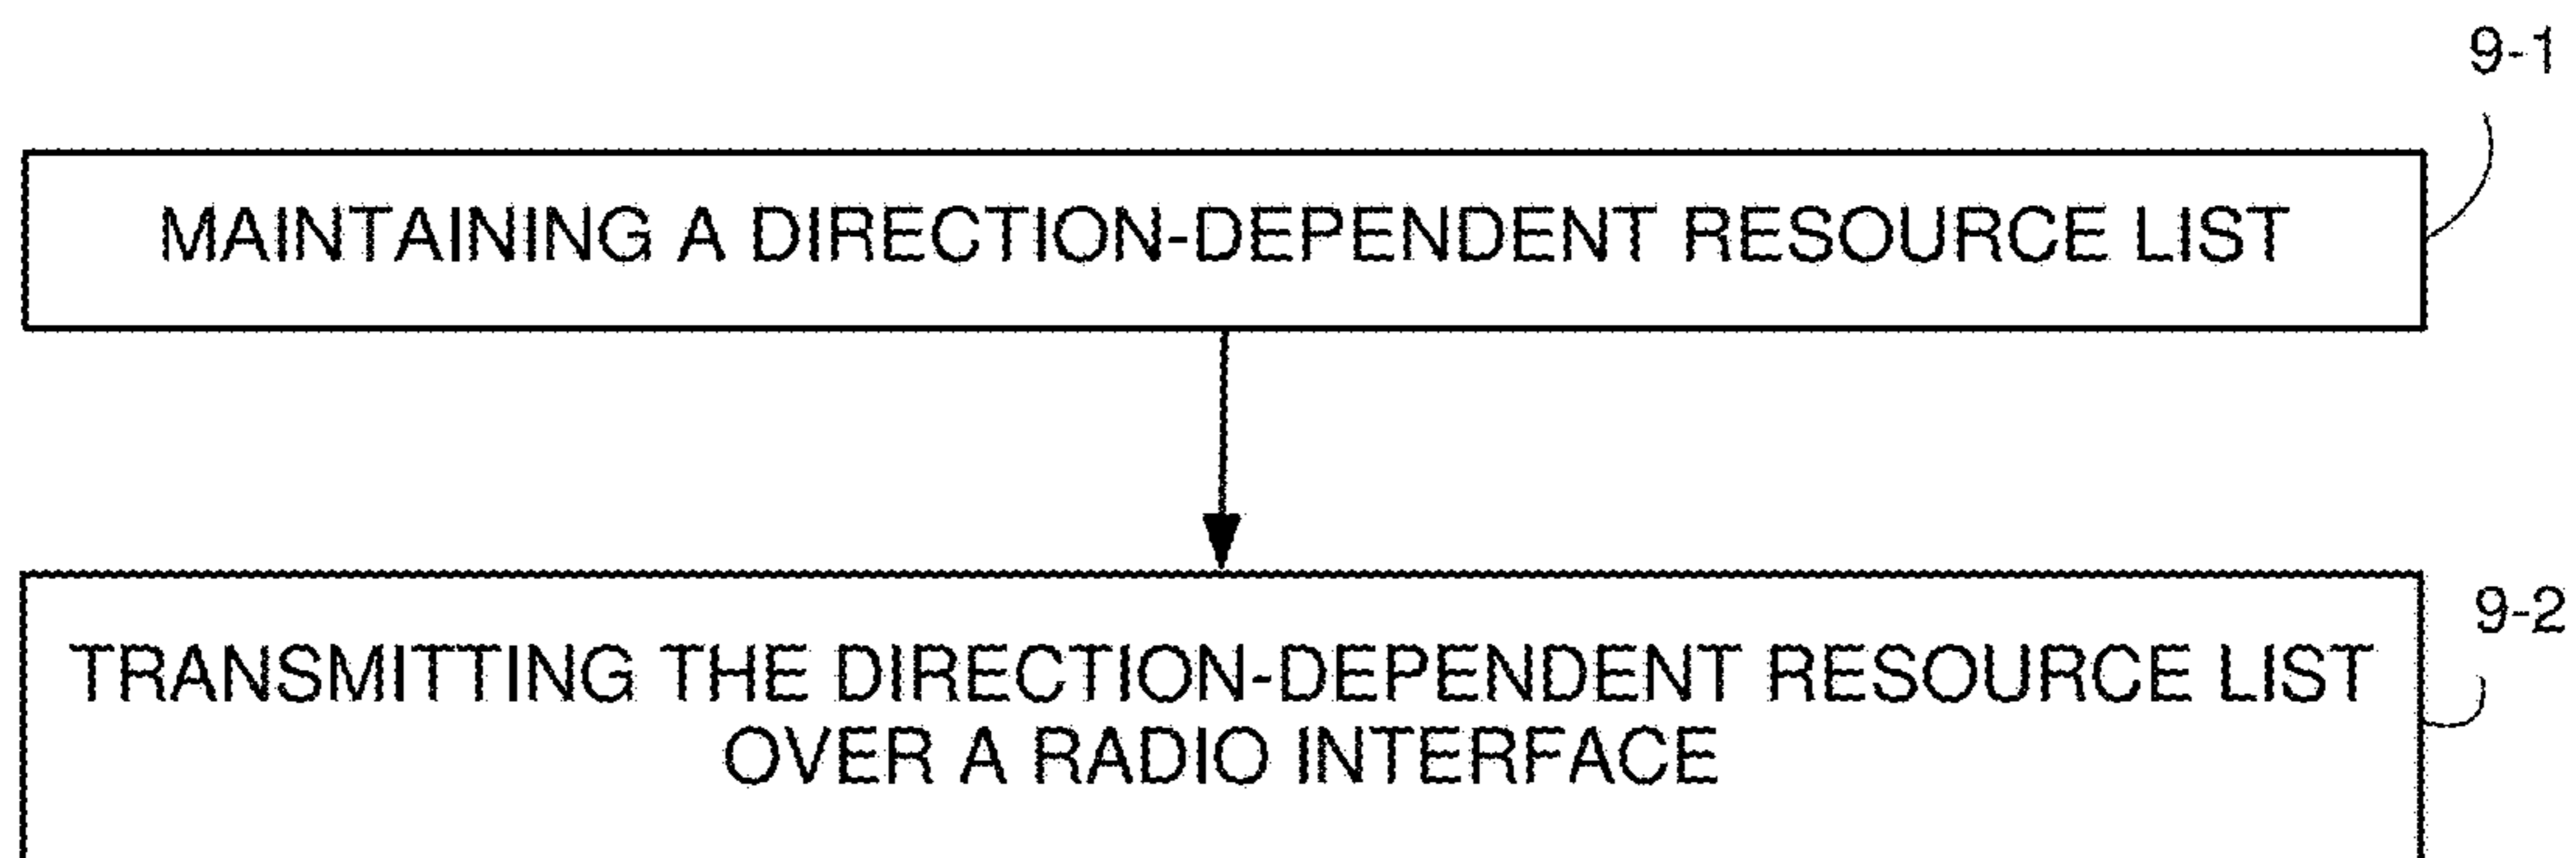 9-1
MAINTAINING A DIRECTION-DEPENDENT RESOURCE LIST
9-2
TRANSMITTING THE DIRECTION-DEPENDENT RESOURCE LIST
OVER A RADIO INTERFACE